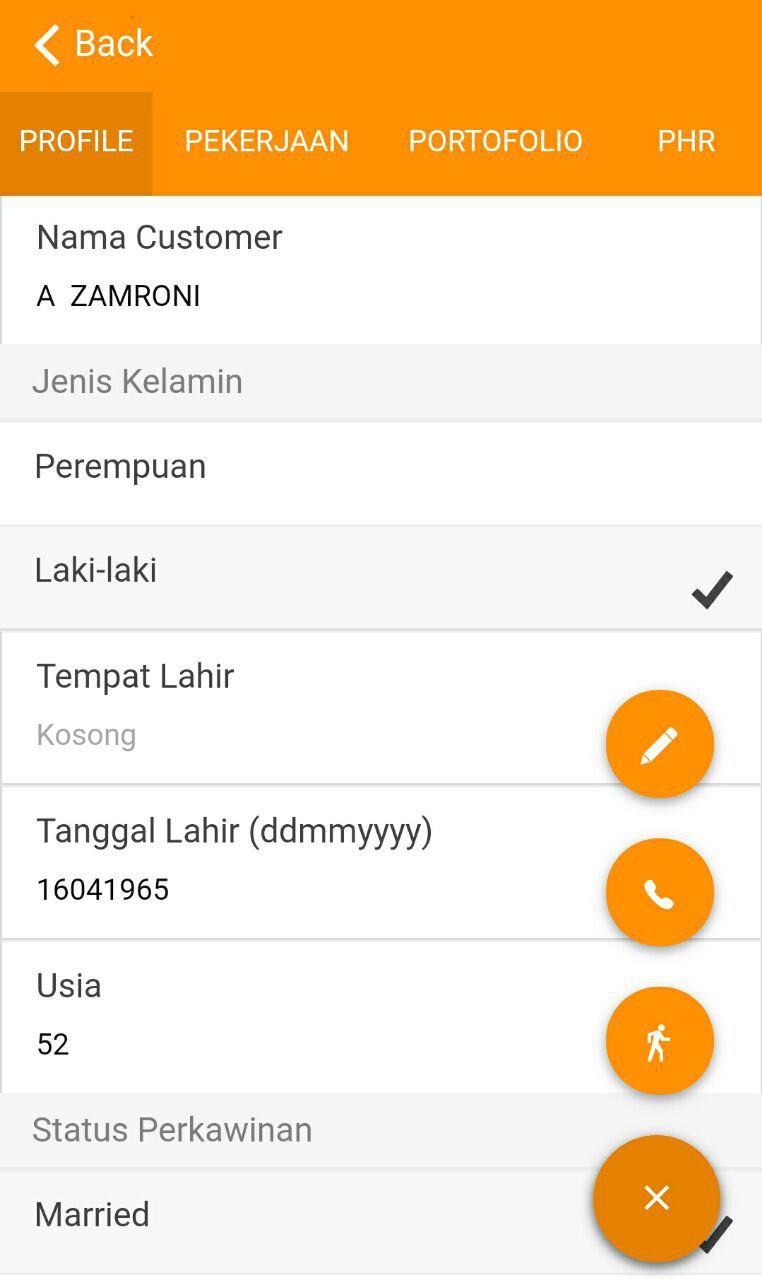 Back
PROFILE PEKERJAAN PORTOFOLIO PHR
Nama Customer
A ZAMRONI
Jenis Kelamin
Perempuan
Laki-laki
Tempat Lahir
Kosong
Tanggal Lahir (ddmmyyyy)
16041965
Usia
52
Status Perkawinan
Married